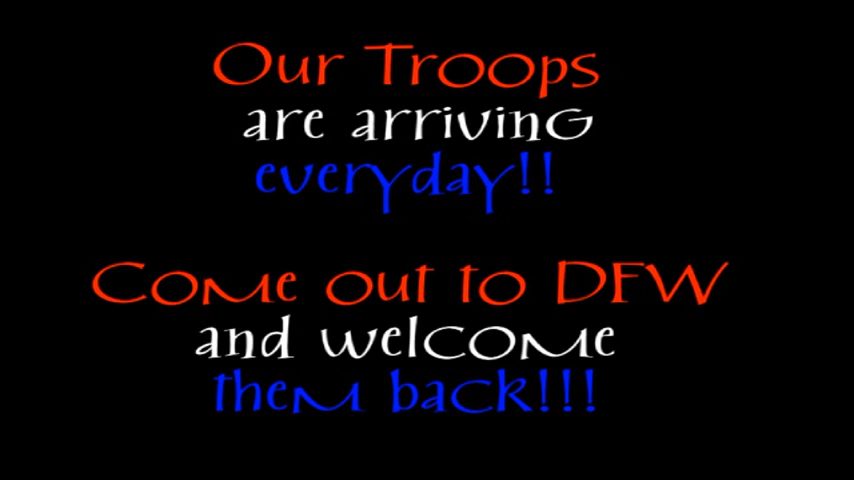 Our Troops
are arriving
everyday!!
Come out to DFW
and welcome
them back!!!